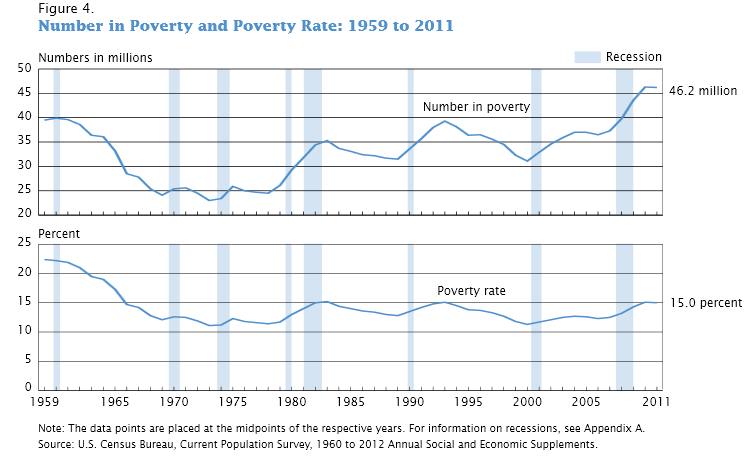 Figure 4.
Number in Poverty and Poverty Rate: 1959 to 2011
Numbers in millions
Recession
50
45
40
35
30
25
20
Number in poverty
46.2 million
Percent
25
20
15
10
5
0
Poverty rate
15.0 percent
1959 1965 1970 1975 1980 1985 1990 1995 2000 2005 2011
Note: The data points are placed at the midpoints of the respective years. For information on recessions, see Appendix A.
Source: U.S. Census Bureau, Current Population Survey, 1960 to 2012 Annual Social and Economic Supplements.